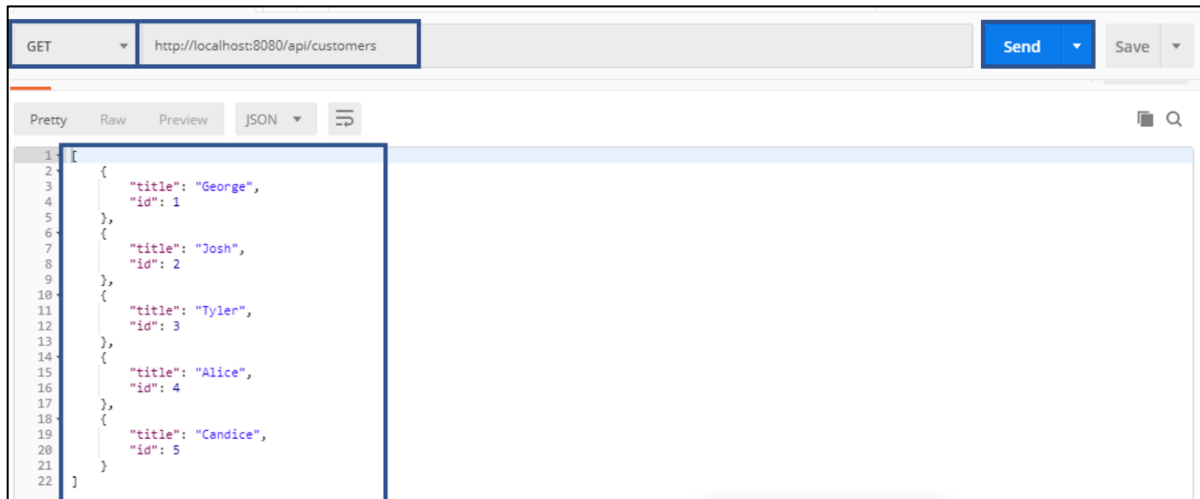 GET http://localhost:8080/api/customers Send Save
Pretty Raw Preview JSON
1 [
2 {
3 "title": "George",
4 "id": 1
5 },
6 {
7 "title": "Josh",
8 "id": 2
9 },
10 {
11 "title": "Tyler",
12 "id": 3
13 },
14 {
15 "title": "Alice",
16 "id": 4
17 },
18 {
19 "title": "Candice",
20 "id": 5
21 }
22 ]